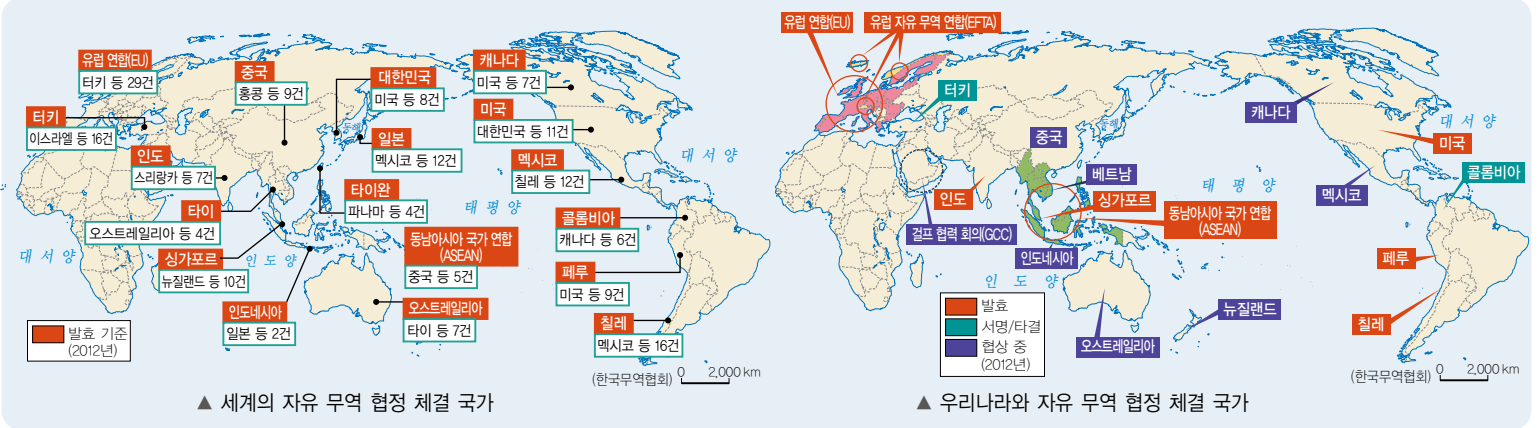 유럽 연합(EU)
터키 등 29건
중국
홍콩 등 9건
대한민국
미국 등 8건
캐나다
미국 등 7건
터키
이스라엘 등 16건
미국
대한민국 등 11건
동해
일본
멕시코 등 12건
인도
스리랑카 등 7건
멕시코
칠레 등 12건
대 서 양
타이완
파나마 등 4건
타이
오스트레일리아 등 4건
태 평 양
콜롬비아
캐나다 등 6건
동남아시아 국가 연합
(ASEAN)
중국 등 5건
대 서 양
싱가포르
뉴질랜드 등 10건
인 도 양
페루
미국 등 9건
인도네시아
일본 등 2건
오스트레일리아
타이 등 7건
칠레
멕시코 등 16건
발효 기준
(2012년)
(한국무역협회)
0 2,000 km
▲ 세계의 자유 무역 협정 체결 국가
유럽 연합(EU)
유럽 자유 무역 연합(EFTA)
터키
캐나다
중국
동해
대 서 양
미국
베트남
콜롬비아
인도
싱가포르
태 평 양
멕시코
동남아시아 국가 연합
(ASEAN)
걸프 협력 회의(GCC)
인도네시아
페루
인 도 양
뉴질랜드
칠레
오스트레일리아
발효
서명/타결
협상 중
(2012년)
(한국무역협회)
0 2,000 km
▲ 우리나라와 자유 무역 협정 체결 국가